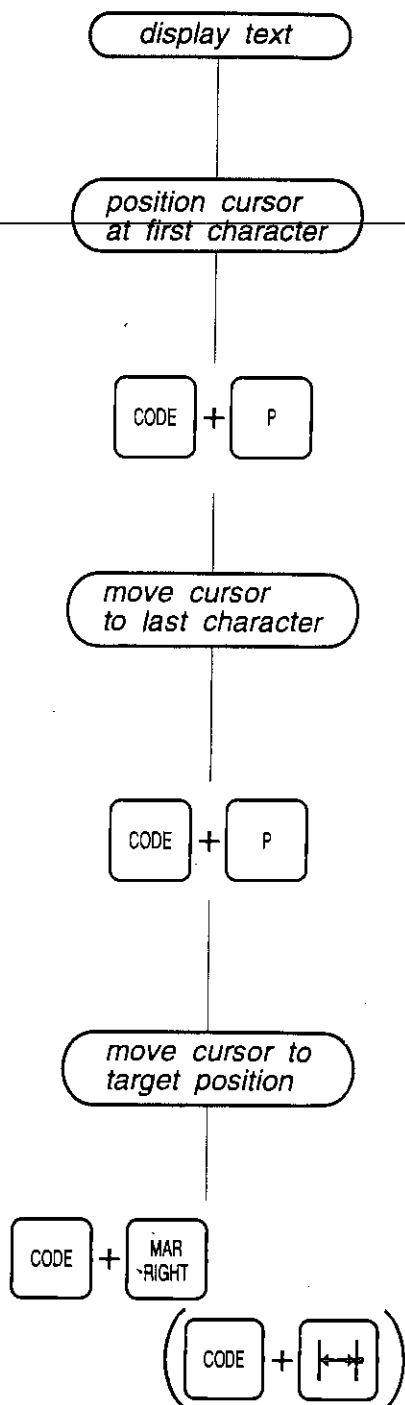 display text
position cursor
at first character
CODE + P
move cursor
to last character
CODE + P
move cursor to
target position
CODE + MAR
RIGHT
(CODE + )